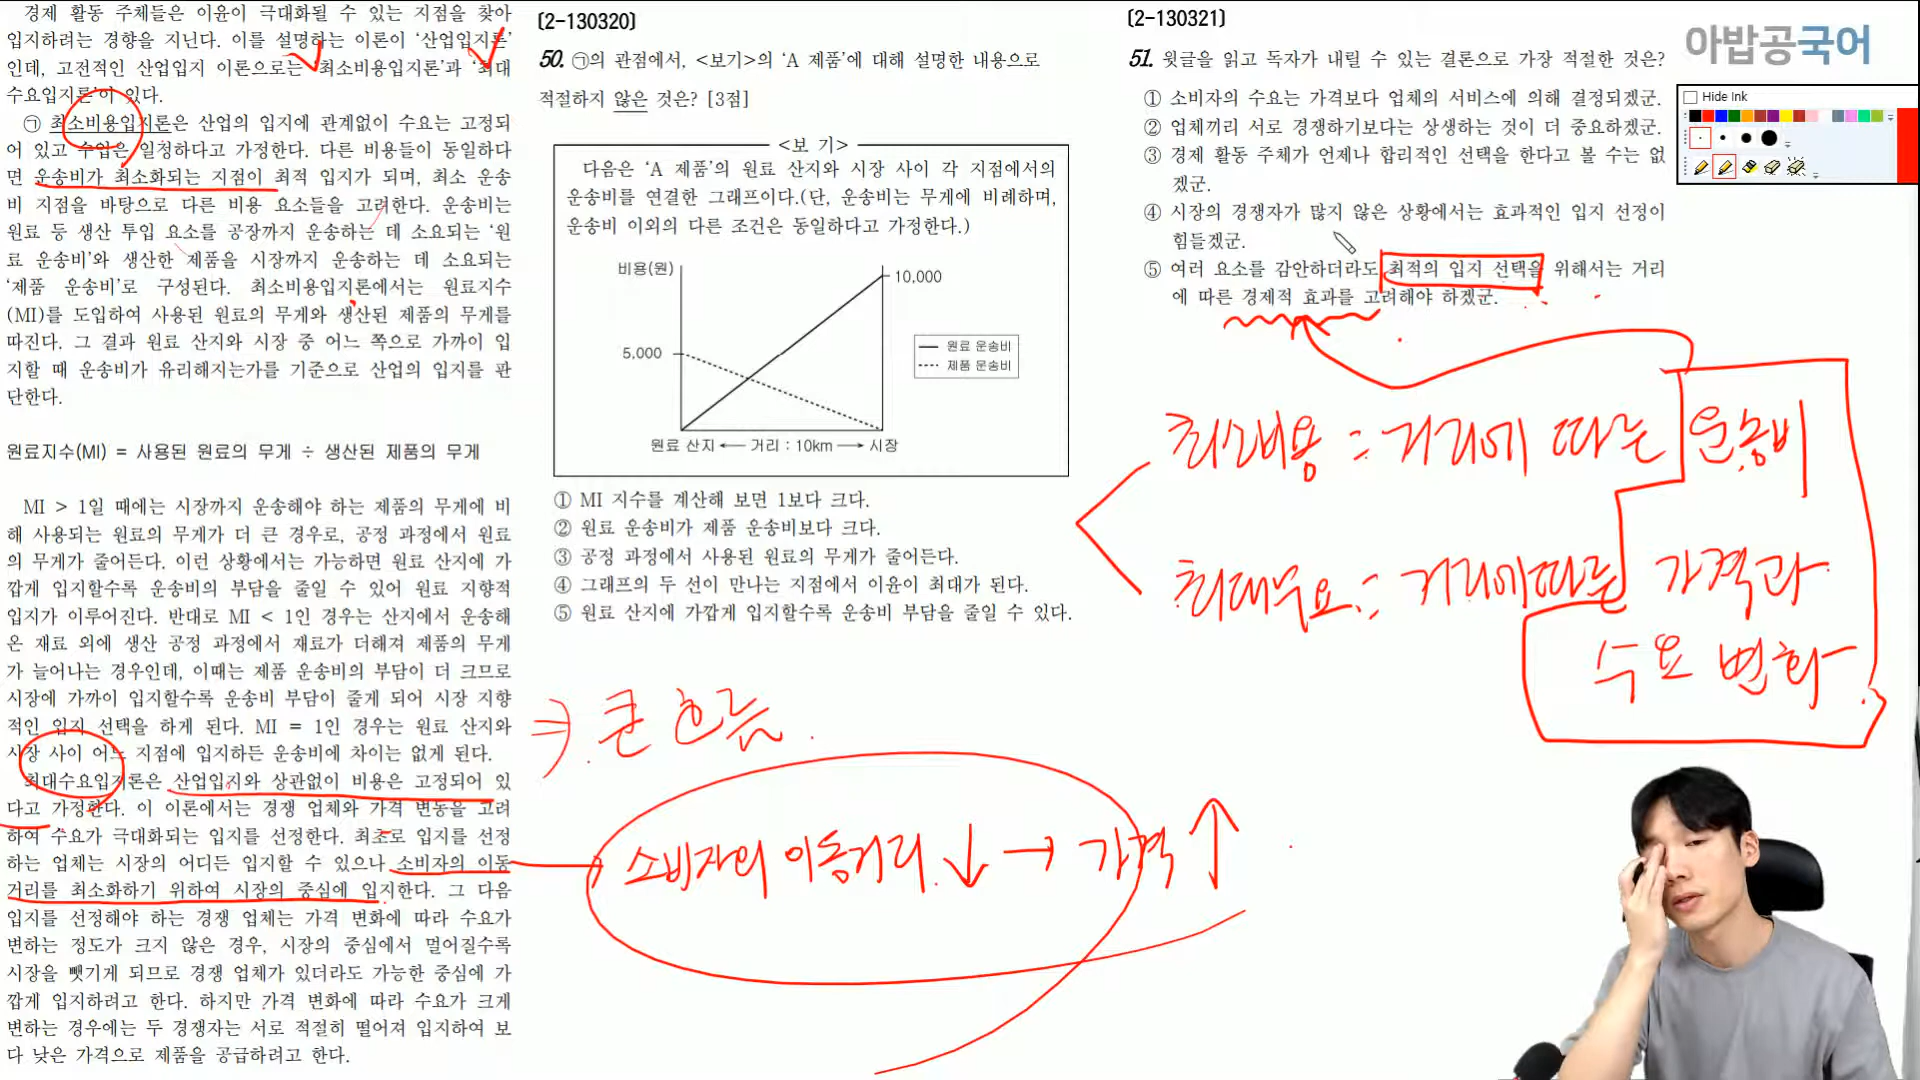 경제 활동 주체들은 이윤이 극대화될 수 있는 지점을 찾아
입지하려는 경향을 지닌다. 이를 설명하는 이론이 ‘산업입지론’
인데, 고전적인 산업입지 이론으로는 ‘최소비용입지론’과 ‘최대
수요입지론’이 있다.
㉠ 최소비용입지론은 산업의 입지에 관계없이 수요는 고정되
어 있고 수입은 일정하다고 가정한다. 다른 비용들이 동일하다
면 운송비가 최소화되는 지점이 최적 입지가 되며, 최소 운송
비 지점을 바탕으로 다른 비용 요소들을 고려한다. 운송비는
원료 등 생산 투입 요소를 공장까지 운송하는 데 소요되는 ‘원
료 운송비’와 생산한 제품을 시장까지 운송하는 데 소요되는
‘제품 운송비’로 구성된다. 최소비용입지론에서는 원료지수
(MI)를 도입하여 사용된 원료의 무게와 생산된 제품의 무게를
따진다. 그 결과 원료 산지와 시장 중 어느 쪽으로 가까이 입
지할 때 운송비가 유리해지는가를 기준으로 산업의 입지를 판
단한다.
원료지수(MI) = 사용된 원료의 무게 ÷ 생산된 제품의 무게
MI > 1일 때에는 시장까지 운송해야 하는 제품의 무게에 비
해 사용되는 원료의 무게가 더 큰 경우로, 공정 과정에서 원료
의 무게가 줄어든다. 이런 상황에서는 가능하면 원료 산지에 가
깝게 입지할수록 운송비의 부담을 줄일 수 있어 원료 지향적
입지가 이루어진다. 반대로 MI < 1인 경우는 산지에서 운송해
온 재료 외에 생산 공정 과정에서 재료가 더해져 제품의 무게
가 늘어나는 경우인데, 이때는 제품 운송비의 부담이 더 크므로
시장에 가까이 입지할수록 운송비 부담이 줄게 되어 시장 지향
적인 입지 선택을 하게 된다. MI = 1인 경우는 원료 산지와
시장 사이 어느 지점에 입지하든 운송비에 차이는 없게 된다.
최대수요입지론은 산업입지와 상관없이 비용은 고정되어 있
다고 가정한다. 이 이론에서는 경쟁 업체와 가격 변동을 고려
하여 수요가 극대화되는 입지를 선정한다. 최초로 입지를 선정
하는 업체는 시장의 어디든 입지할 수 있으나 소비자의 이동
거리를 최소화하기 위하여 시장의 중심에 입지한다. 그 다음
입지를 선정해야 하는 경쟁 업체는 가격 변화에 따라 수요가
변하는 정도가 크지 않은 경우, 시장의 중심에서 멀어질수록
시장을 뺏기게 되므로 경쟁 업체가 있더라도 가능한 중심에 가
깝게 입지하려고 한다. 하지만 가격 변화에 따라 수요가 크게
변하는 경우에는 두 경쟁자는 서로 적절히 떨어져 입지하여 보
다 낮은 가격으로 제품을 공급하려고 한다.
[2-130320]
50. ㉠의 관점에서, <보기>의 ‘A 제품’에 대해 설명한 내용으로
적절하지 않은 것은? [3점]
<보 기>
다음은 ‘A 제품’의 원료 산지와 시장 사이 각 지점에서의
운송비를 연결한 그래프이다.(단, 운송비는 무게에 비례하며,
운송비 이외의 다른 조건은 동일하다고 가정한다.)
비용(원)
10,000
5,000
원료 운송비
제품 운송비
원료 산지 ← 거리 : 10km → 시장
① MI 지수를 계산해 보면 1보다 크다.
② 원료 운송비가 제품 운송비보다 크다.
③ 공정 과정에서 사용된 원료의 무게가 줄어든다.
④ 그래프의 두 선이 만나는 지점에서 이윤이 최대가 된다.
⑤ 원료 산지에 가깝게 입지할수록 운송비 부담을 줄일 수 있다.
⇒ 큰 흐름
소비자의 이동거리 ↓ → 가격 ↑
[2-130321]
51. 윗글을 읽고 독자가 내릴 수 있는 결론으로 가장 적절한 것은?
① 소비자의 수요는 가격보다 업체의 서비스에 의해 결정되겠군.
② 업체끼리 서로 경쟁하기보다는 상생하는 것이 더 중요하겠군.
③ 경제 활동 주체가 언제나 합리적인 선택을 한다고 볼 수는 없
겠군.
④ 시장의 경쟁자가 많지 않은 상황에서는 효과적인 입지 선정이
힘들겠군.
⑤ 여러 요소를 감안하더라도 최적의 입지 선택을 위해서는 거리
에 따른 경제적 효과를 고려해야 하겠군.
최소비용 = 거리에 따른 운송비
최대수요 = 거리에 따른 가격과
수요 변화
아밥공국어
Hide Ink